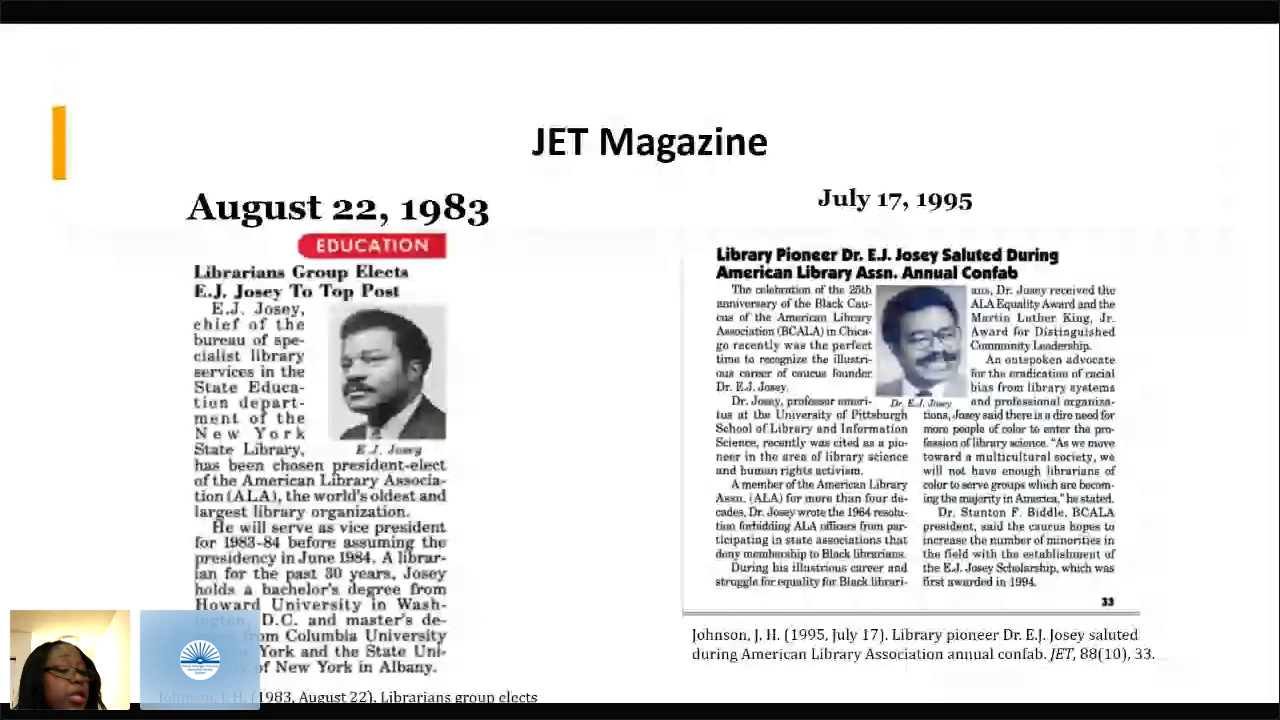 JET Magazine
August 22, 1983
EDUCATION
Librarians Group Elects
E.J. Josey To Top Post
E.J. Josey,
chief of the
bureau of spe-
cialist library
services in the
State Educa-
tion depart-
ment of the
New York
State Library,
E.J. Josey
has been chosen president-elect
of the American Library Associa-
tion (ALA), the world's oldest and
largest library organization.
He will serve as vice president
for 1983-84 before assuming the
presidency in June 1984. A librar-
ian for the past 30 years, Josey
holds a bachelor's degree from
Howard University in Wash-
D.C. and master's de-
from Columbia University
York and the State Uni-
of New York in Albany.
(1983, August 22). Librarians group elects
July 17, 1995
Library Pioneer Dr. E.J. Josey Saluted During
American Library Assn. Annual Confab
The celebration of the 25th
anniversary of the Black Cau-
cus of the American Library
Association (BCALA) in Chica-
go recently was the perfect
time to recognize the illustri-
ous career of caucus founder
Dr. E.J. Josey.
Dr. Josey, professor emeri-
tus at the University of Pittsburgh
School of Library and Information
Science, recently was cited as a pio-
neer in the area of library science
and human rights activism.
A member of the American Library
Assn. (ALA) for more than four de-
cades, Dr. Josey wrote the 1964 resolu-
tion forbidding ALA officers from par-
ticipating in state associations that
deny membership to Black librarians.
During his illustrious career and
struggle for equality for Black librari-
Dr. E.J. Josey
ans, Dr. Josey received the
ALA Equality Award and the
Martin Luther King, Jr.
Award for Distinguished
Community Leadership.
An outspoken advocate
for the eradication of racial
bias from library systems
and professional organiza-
tions, Josey said there is a dire need for
more people of color to enter the pro-
fession of library science. "As we move
toward a multicultural society, we
will not have enough librarians of
color to serve groups which are becom-
ing the majority in America," he stated.
Dr. Stanton F. Biddle, BCALA
president, said the caucus hopes to
increase the number of minorities in
the field with the establishment of
the E.J. Josey Scholarship, which was
first awarded in 1994.
33
Johnson, J. H. (1995, July 17). Library pioneer Dr. E.J. Josey saluted
during American Library Association annual confab. JET, 88(10), 33.